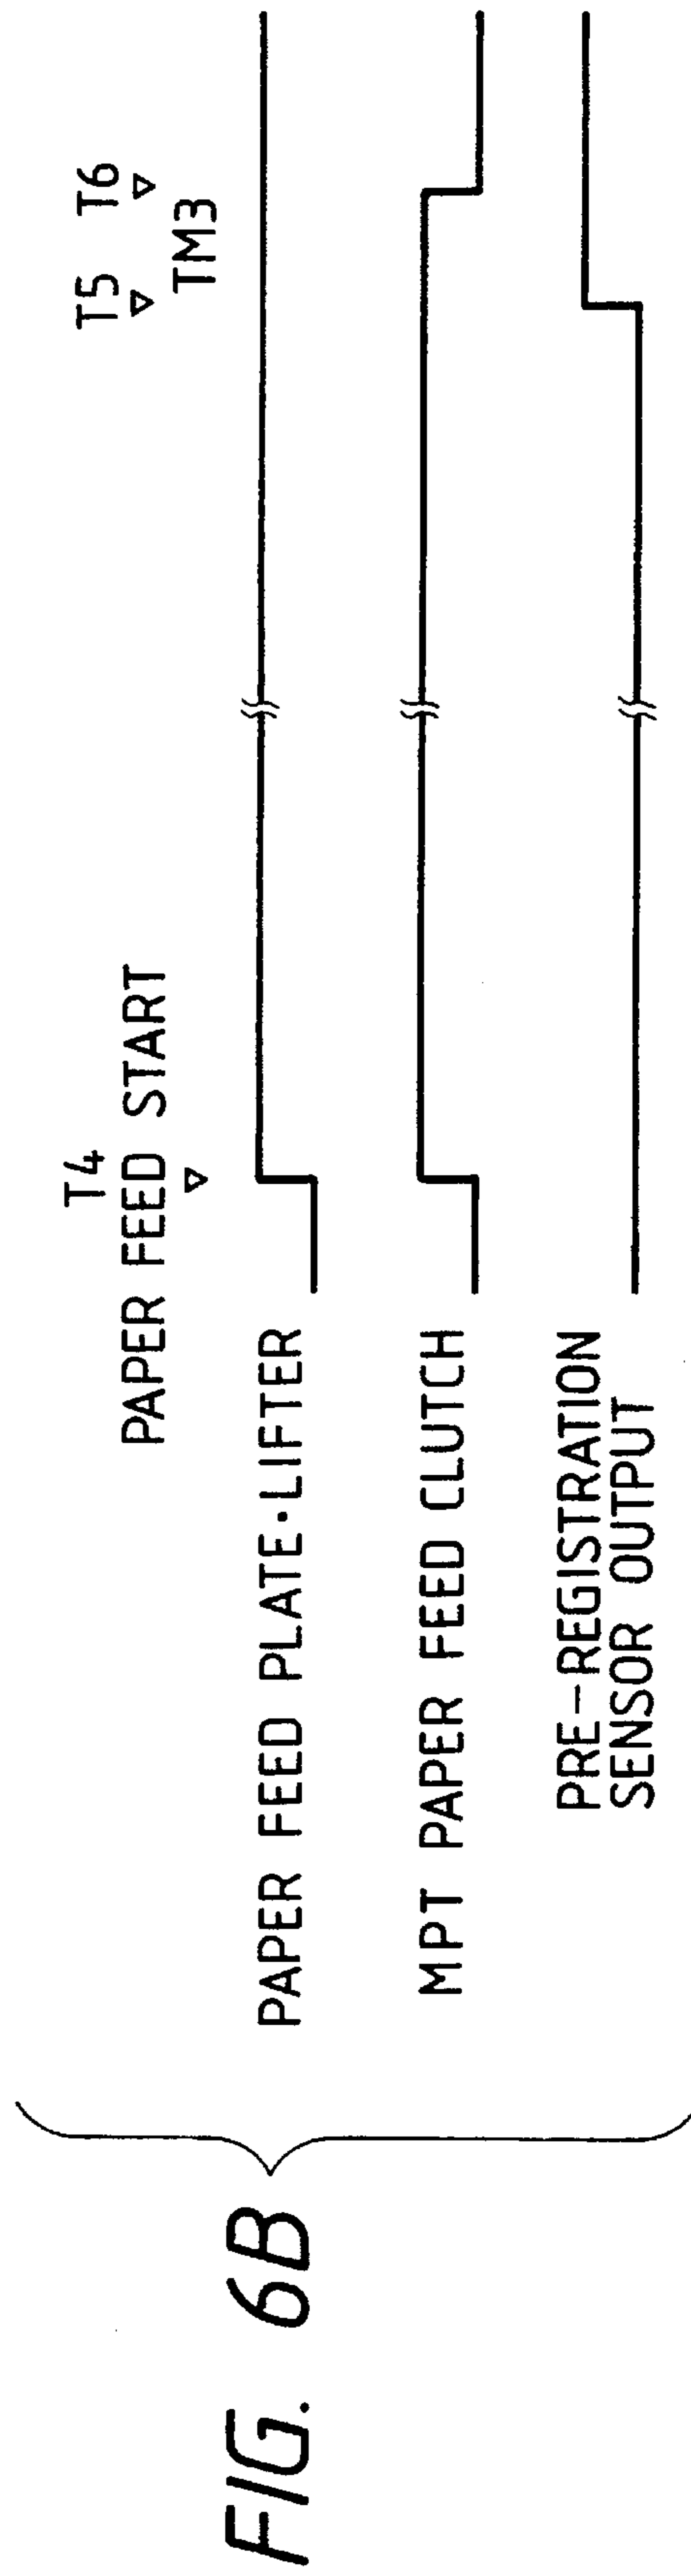 FIG. 6B
T4
PAPER FEED START
T5 T6
TM3
PAPER FEED PLATE·LIFTER
MPT PAPER FEED CLUTCH
PRE-REGISTRATION
SENSOR OUTPUT